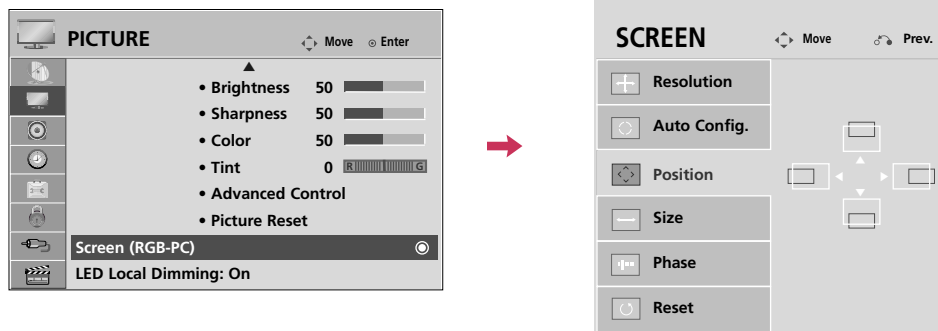 PICTURE
Move
Enter
• Brightness 50
• Sharpness 50
• Color 50
• Tint 0 R G
• Advanced Control
• Picture Reset
Screen (RGB-PC)
LED Local Dimming: On
SCREEN
Move
Prev.
Resolution
Auto Config.
Position
Size
Phase
Reset